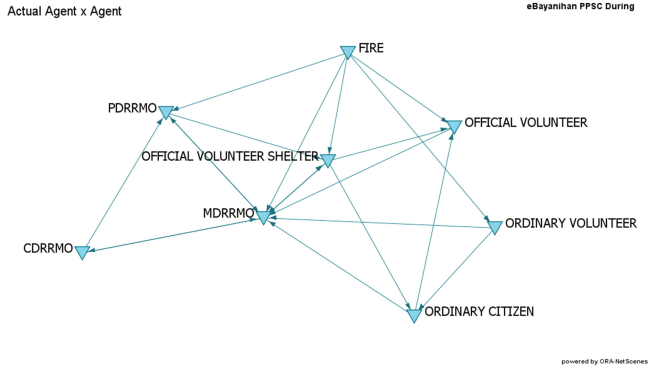 Actual Agent x Agent
eBayanihan PPSC During
FIRE
PDRRMO
OFFICIAL VOLUNTEER
OFFICIAL VOLUNTEER SHELTER
MDRRMO
ORDINARY VOLUNTEER
CDRRMO
ORDINARY CITIZEN
powered by ORA-NetScenes